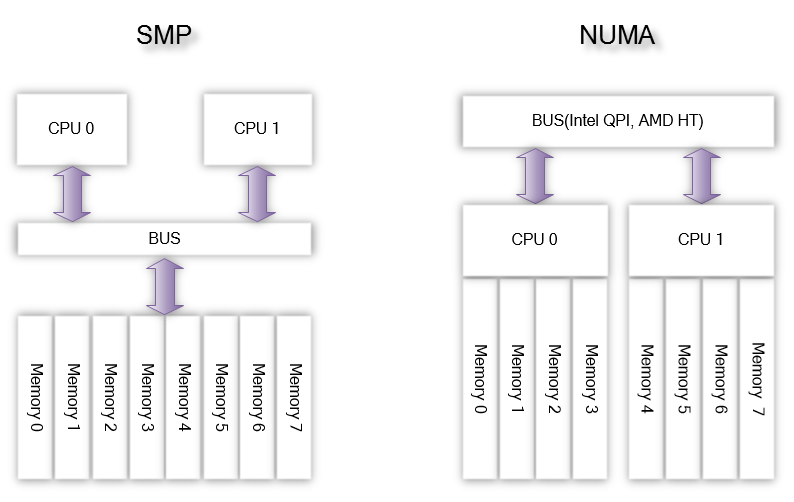 SMP
CPU 0
CPU 1
BUS
Memory 0
Memory 1
Memory 2
Memory 3
Memory 4
Memory 5
Memory 6
Memory 7
NUMA
BUS(Intel QPI, AMD HT)
CPU 0
CPU 1
Memory 0
Memory 1
Memory 2
Memory 3
Memory 4
Memory 5
Memory 6
Memory 7